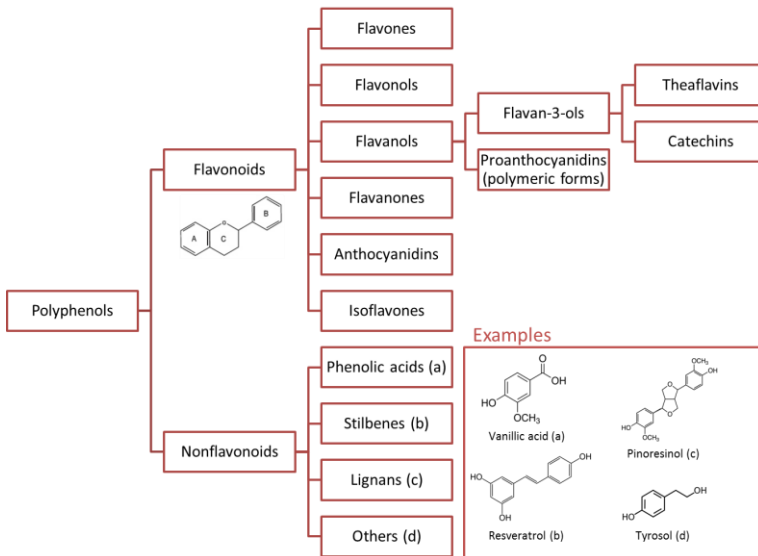 Flavones
Flavonols
Theaflavins
Flavan-3-ols
Flavanols
Catechins
Flavonoids
Proanthocyanidins
(polymeric forms)
Flavanones
O
B
A
C
Anthocyanidins
Polyphenols
Isoflavones
Examples
Phenolic acids (a)
O
OH
HO
OCH₃
Vanillic acid (a)
OCH₃
OH
O
O
HO
OCH₃
Pinoresinol (c)
Stilbenes (b)
Nonflavonoids
Lignans (c)
OH
HO
OH
Resveratrol (b)
OH
HO
Tyrosol (d)
Others (d)